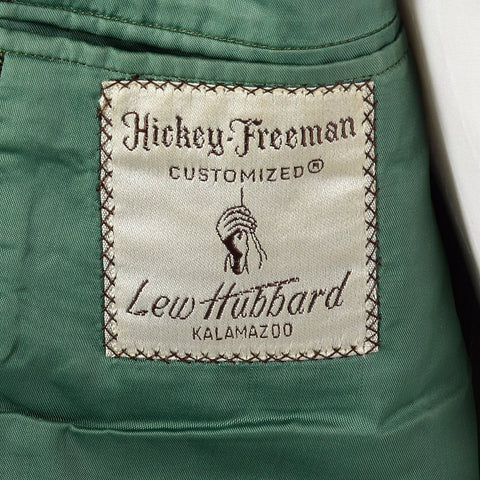 Hickey-Freeman
CUSTOMIZED®
Lew Hubbard
KALAMAZOO